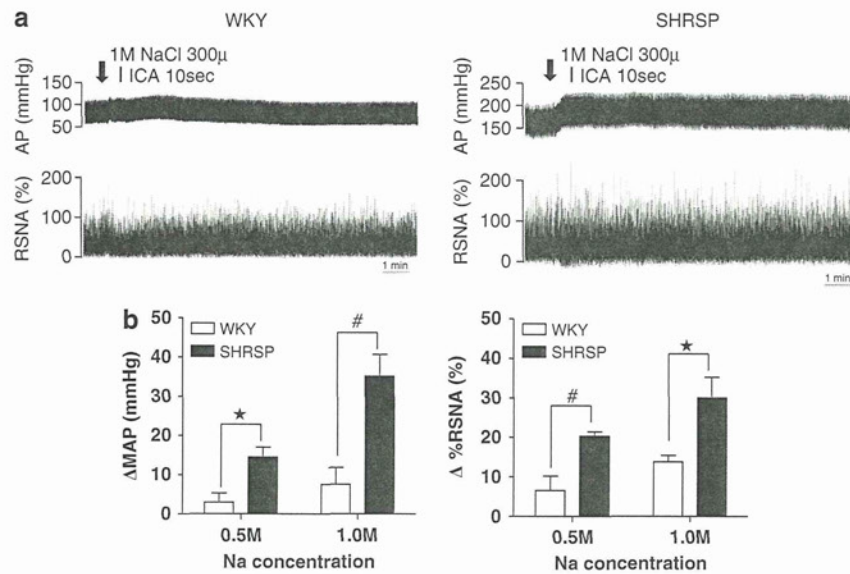 a
WKY
SHRSP
1M NaCl 300μ
l ICA 10sec
1M NaCl 300μ
l ICA 10sec
AP (mmHg)
150
100
50
AP (mmHg)
250
200
150
RSNA (%)
200
100
0
1 min
RSNA (%)
200
100
0
1 min
b
ΔMAP (mmHg)
50
40
30
20
10
0
WKY
SHRSP
★
#
0.5M
1.0M
Na concentration
Δ %RSNA (%)
50
40
30
20
10
0
WKY
SHRSP
#
★
0.5M
1.0M
Na concentration